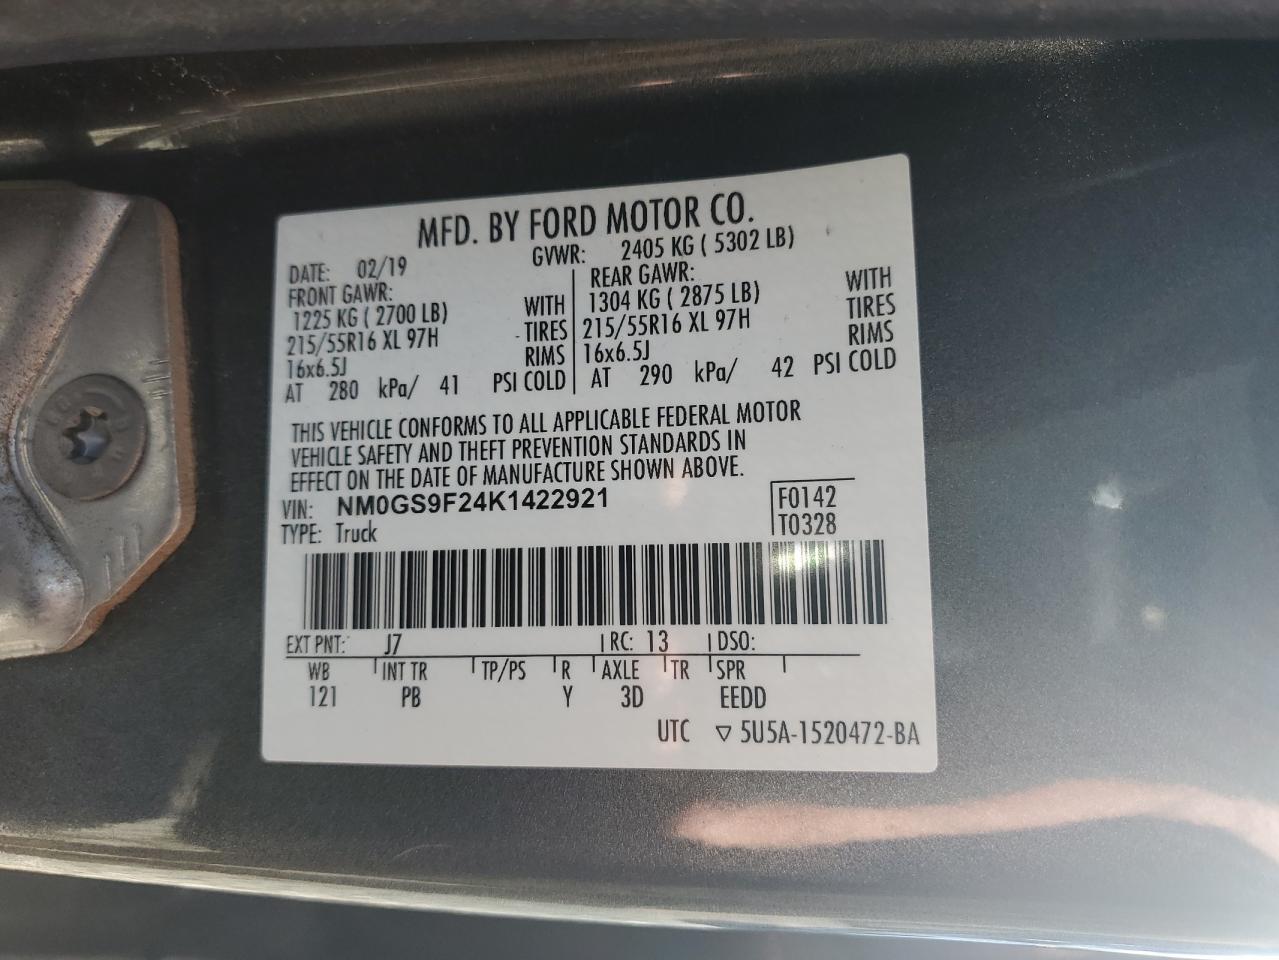 MFD. BY FORD MOTOR CO.
DATE: 02/19 GVWR: 2405 KG ( 5302 LB)
FRONT GAWR:
1225 KG ( 2700 LB) WITH
215/55R16 XL 97H TIRES
16x6.5J RIMS
AT 280 kPa/ 41 PSI COLD
REAR GAWR: WITH
1304 KG ( 2875 LB) TIRES
215/55R16 XL 97H RIMS
16x6.5J
AT 290 kPa/ 42 PSI COLD
THIS VEHICLE CONFORMS TO ALL APPLICABLE FEDERAL MOTOR
VEHICLE SAFETY AND THEFT PREVENTION STANDARDS IN
EFFECT ON THE DATE OF MANUFACTURE SHOWN ABOVE.
VIN: NM0GS9F24K1422921 F0142
TYPE: Truck T0328
EXT PNT: J7 RC: 13 DSO:
WB INT TR TP/PS R AXLE TR SPR
121 PB Y 3D EEDD
UTC ▽ 5U5A-1520472-BA